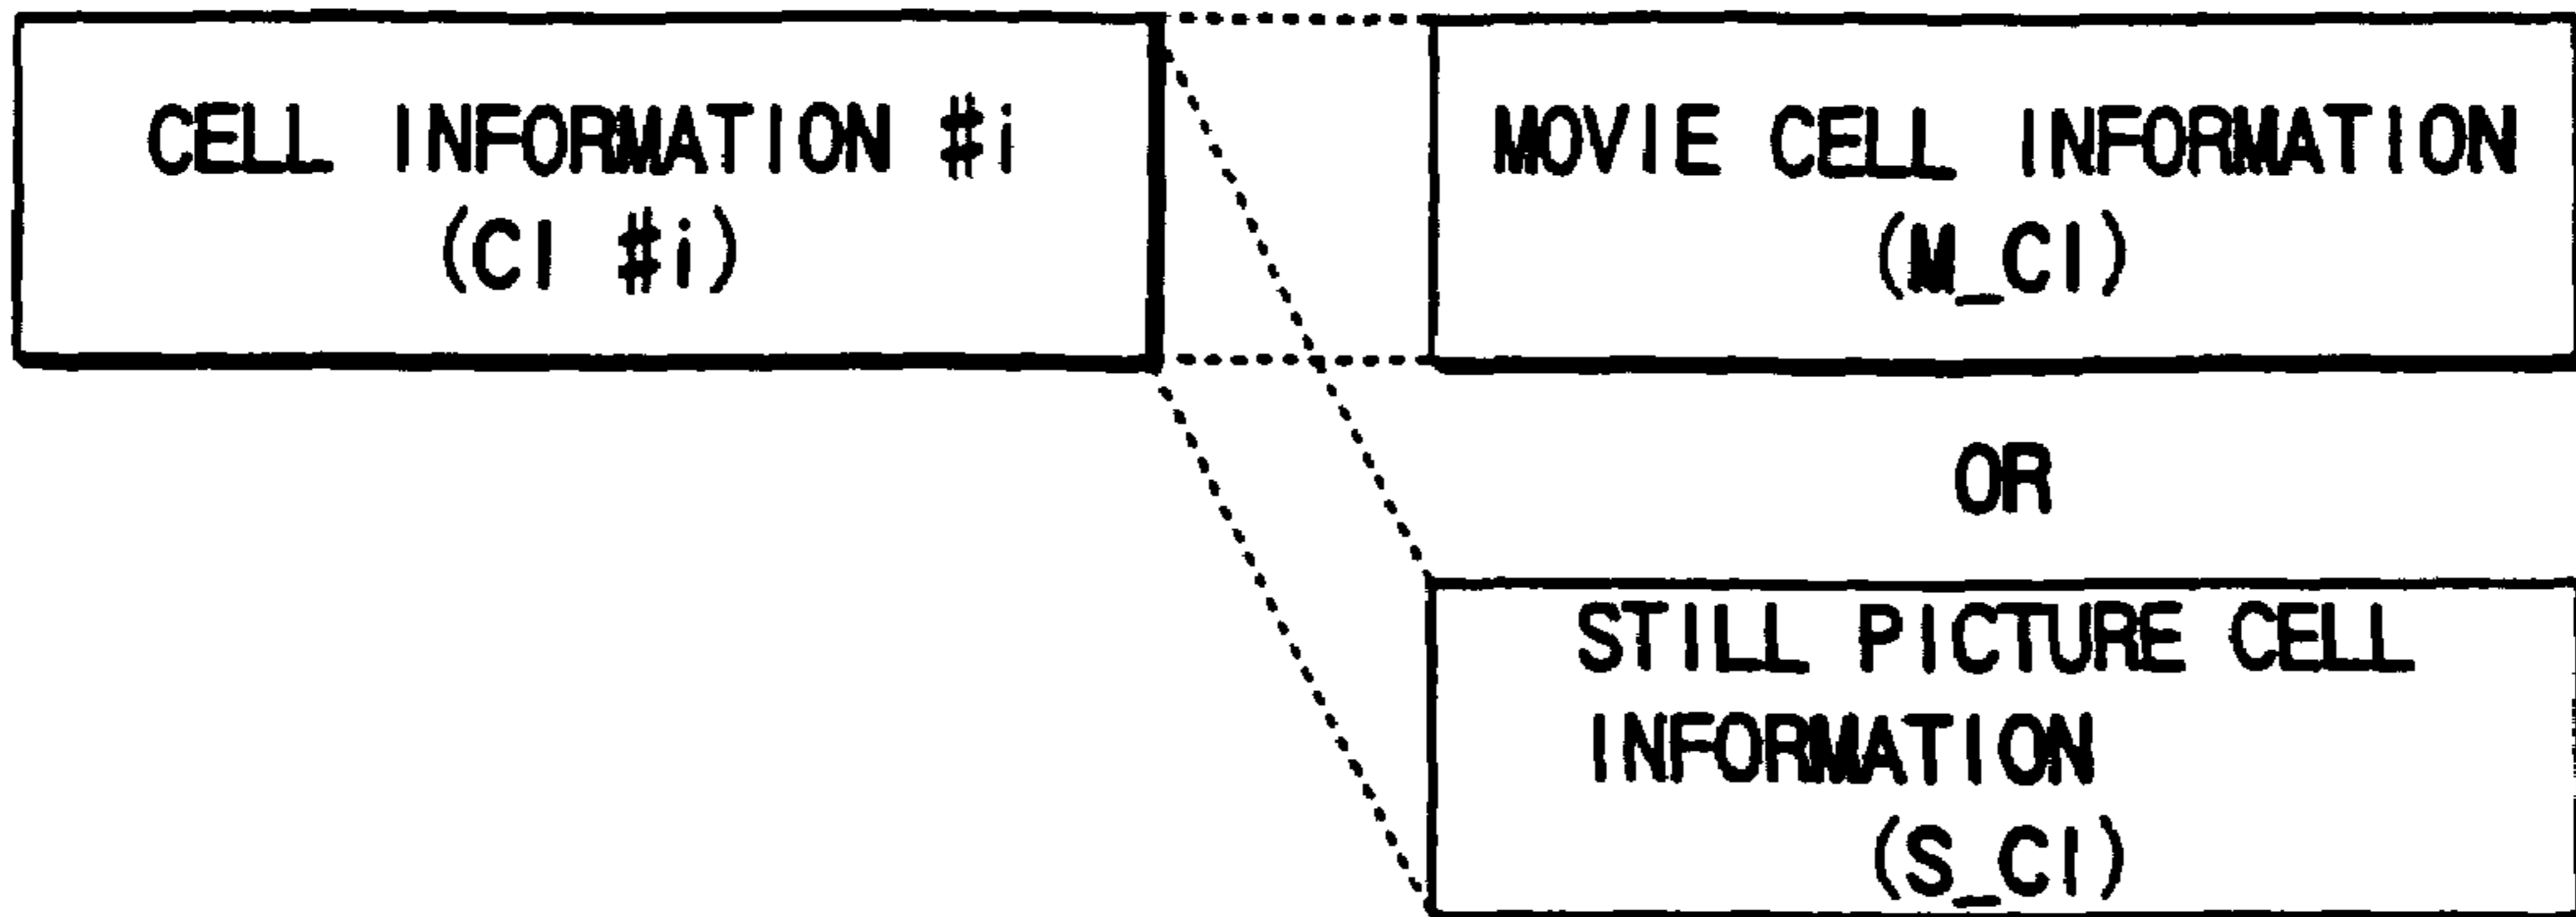 CELL INFORMATION #i
(CI #i)
MOVIE CELL INFORMATION
(M_CI)
OR
STILL PICTURE CELL
INFORMATION
(S_CI)